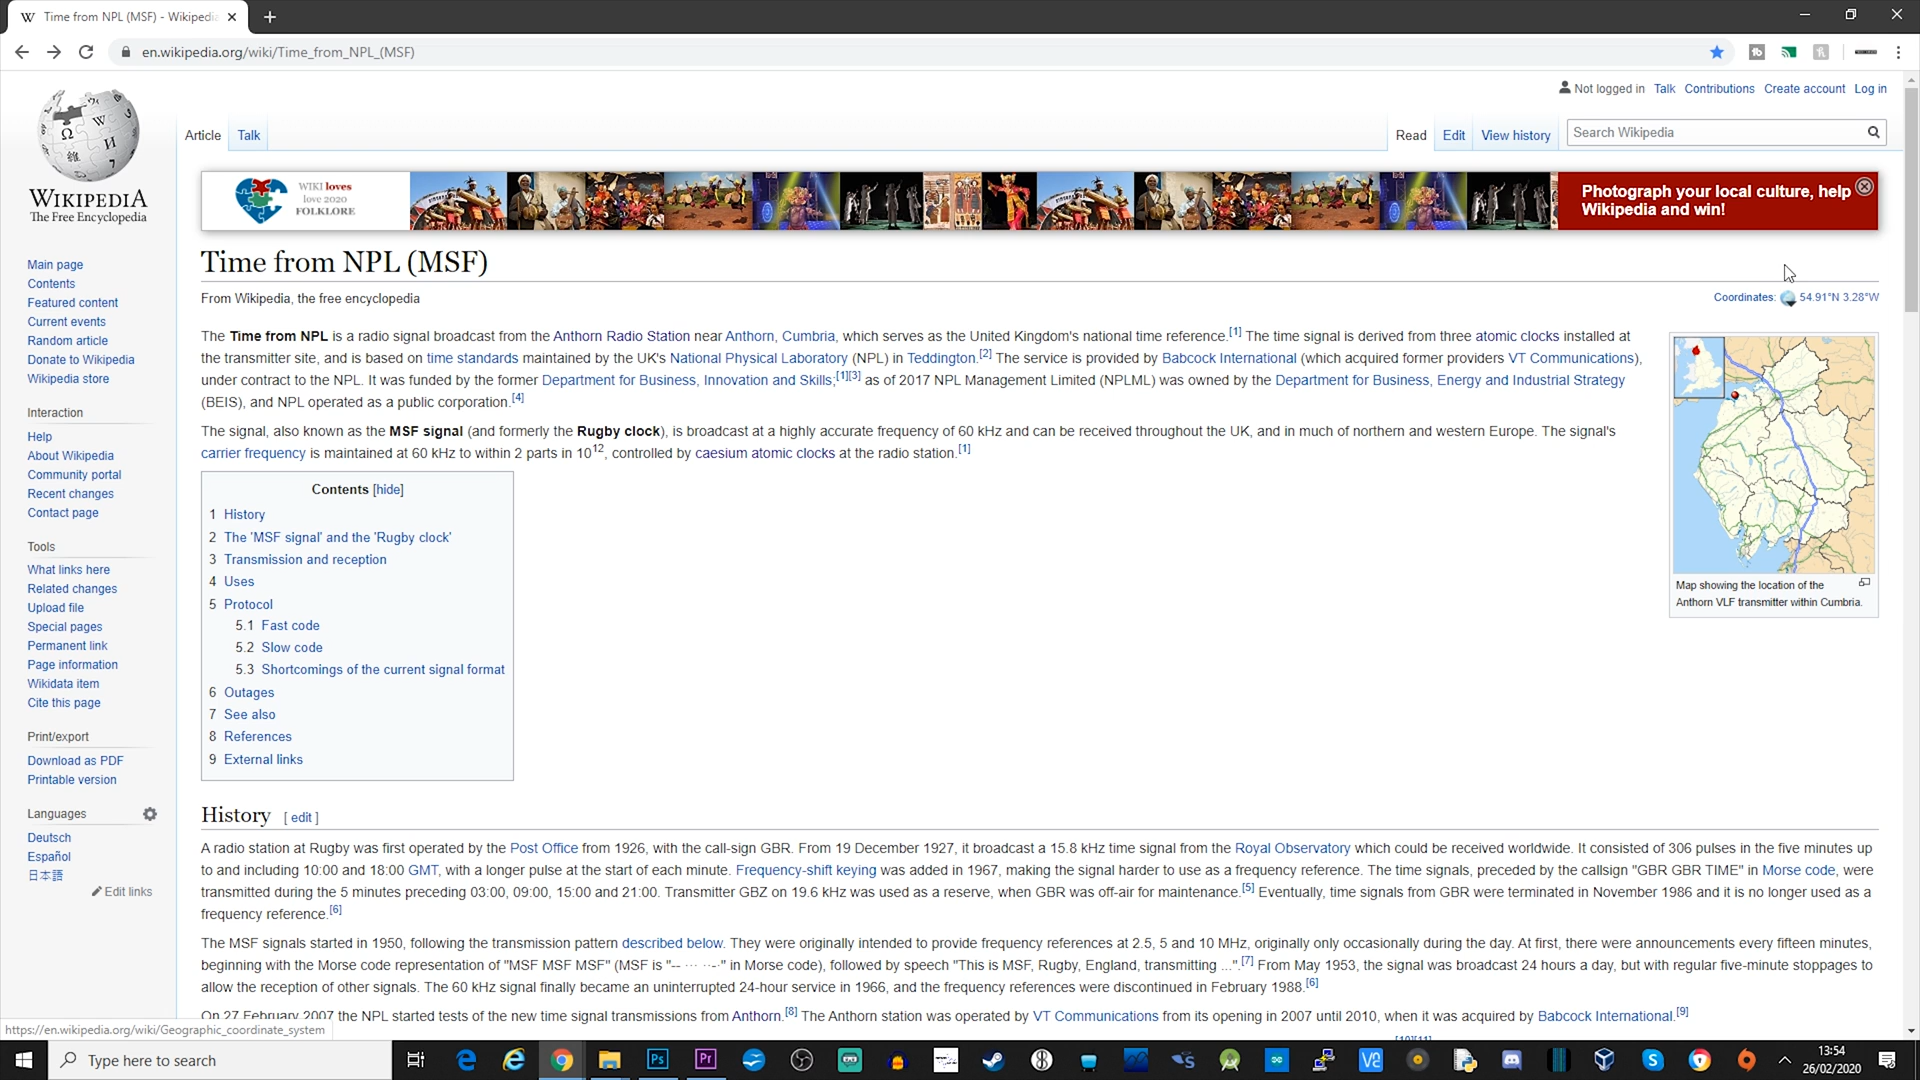 Time from NPL (MSF) - Wikipedia
en.wikipedia.org/wiki/Time_from_NPL_(MSF)
Not logged in Talk Contributions Create account Log in
Article Talk
Read Edit View history Search Wikipedia
WIKIPEDIA
The Free Encyclopedia
WIKI loves
love 2020
FOLKLORE
Photograph your local culture, help
Wikipedia and win!
Main page
Contents
Featured content
Current events
Random article
Donate to Wikipedia
Wikipedia store
Interaction
Help
About Wikipedia
Community portal
Recent changes
Contact page
Tools
What links here
Related changes
Upload file
Special pages
Permanent link
Page information
Wikidata item
Cite this page
Print/export
Download as PDF
Printable version
Languages
Deutsch
Español
日本語
Edit links
Time from NPL (MSF)
From Wikipedia, the free encyclopedia
Coordinates: 54.91°N 3.28°W
The Time from NPL is a radio signal broadcast from the Anthorn Radio Station near Anthorn, Cumbria, which serves as the United Kingdom's national time reference.[1] The time signal is derived from three atomic clocks installed at
the transmitter site, and is based on time standards maintained by the UK's National Physical Laboratory (NPL) in Teddington.[2] The service is provided by Babcock International (which acquired former providers VT Communications),
under contract to the NPL. It was funded by the former Department for Business, Innovation and Skills;[1][3] as of 2017 NPL Management Limited (NPLML) was owned by the Department for Business, Energy and Industrial Strategy
(BEIS), and NPL operated as a public corporation.[4]
The signal, also known as the MSF signal (and formerly the Rugby clock), is broadcast at a highly accurate frequency of 60 kHz and can be received throughout the UK, and in much of northern and western Europe. The signal's
carrier frequency is maintained at 60 kHz to within 2 parts in 10^12, controlled by caesium atomic clocks at the radio station.[1]
Map showing the location of the
Anthorn VLF transmitter within Cumbria.
Contents [hide]
1 History
2 The 'MSF signal' and the 'Rugby clock'
3 Transmission and reception
4 Uses
5 Protocol
5.1 Fast code
5.2 Slow code
5.3 Shortcomings of the current signal format
6 Outages
7 See also
8 References
9 External links
History [ edit ]
A radio station at Rugby was first operated by the Post Office from 1926, with the call-sign GBR. From 19 December 1927, it broadcast a 15.8 kHz time signal from the Royal Observatory which could be received worldwide. It consisted of 306 pulses in the five minutes up
to and including 10:00 and 18:00 GMT, with a longer pulse at the start of each minute. Frequency-shift keying was added in 1967, making the signal harder to use as a frequency reference. The time signals, preceded by the callsign "GBR GBR TIME" in Morse code, were
transmitted during the 5 minutes preceding 03:00, 09:00, 15:00 and 21:00. Transmitter GBZ on 19.6 kHz was used as a reserve, when GBR was off-air for maintenance.[5] Eventually, time signals from GBR were terminated in November 1986 and it is no longer used as a
frequency reference.[6]
The MSF signals started in 1950, following the transmission pattern described below. They were originally intended to provide frequency references at 2.5, 5 and 10 MHz, originally only occasionally during the day. At first, there were announcements every fifteen minutes,
beginning with the Morse code representation of "MSF MSF MSF" (MSF is "-- ··· ··-·" in Morse code), followed by speech "This is MSF, Rugby, England, transmitting ...".[7] From May 1953, the signal was broadcast 24 hours a day, but with regular five-minute stoppages to
allow the reception of other signals. The 60 kHz signal finally became an uninterrupted 24-hour service in 1966, and the frequency references were discontinued in February 1988.[6]
On 27 February 2007 the NPL started tests of the new time signal transmissions from Anthorn.[8] The Anthorn station was operated by VT Communications from its opening in 2007 until 2010, when it was acquired by Babcock International.[9]
[10][11]
https://en.wikipedia.org/wiki/Geographic_coordinate_system
Type here to search
13:54
26/02/2020